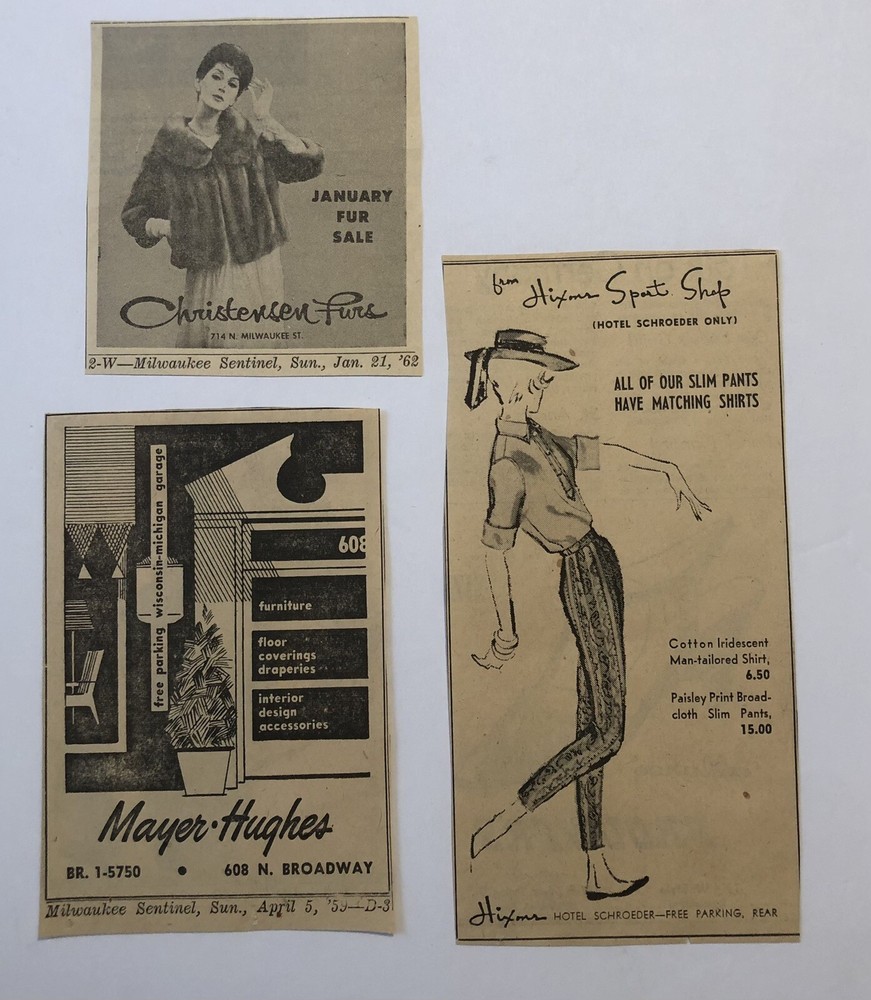 JANUARY
FUR
SALE
Christensen Furs
714 N. MILWAUKEE ST.
2-W—Milwaukee Sentinel, Sun., Jan. 21, '62
free parking wisconsin-michigan garage
608
furniture
floor
coverings
draperies
interior
design
accessories
Mayer•Hughes
BR. 1-5750 • 608 N. BROADWAY
Milwaukee Sentinel, Sun., April 5, '59—D-3
from Hixons Sport Shop
(HOTEL SCHROEDER ONLY)
ALL OF OUR SLIM PANTS
HAVE MATCHING SHIRTS
Cotton Iridescent
Man-tailored Shirt,
6.50
Paisley Print Broad-
cloth Slim Pants,
15.00
Hixons HOTEL SCHROEDER—FREE PARKING, REAR